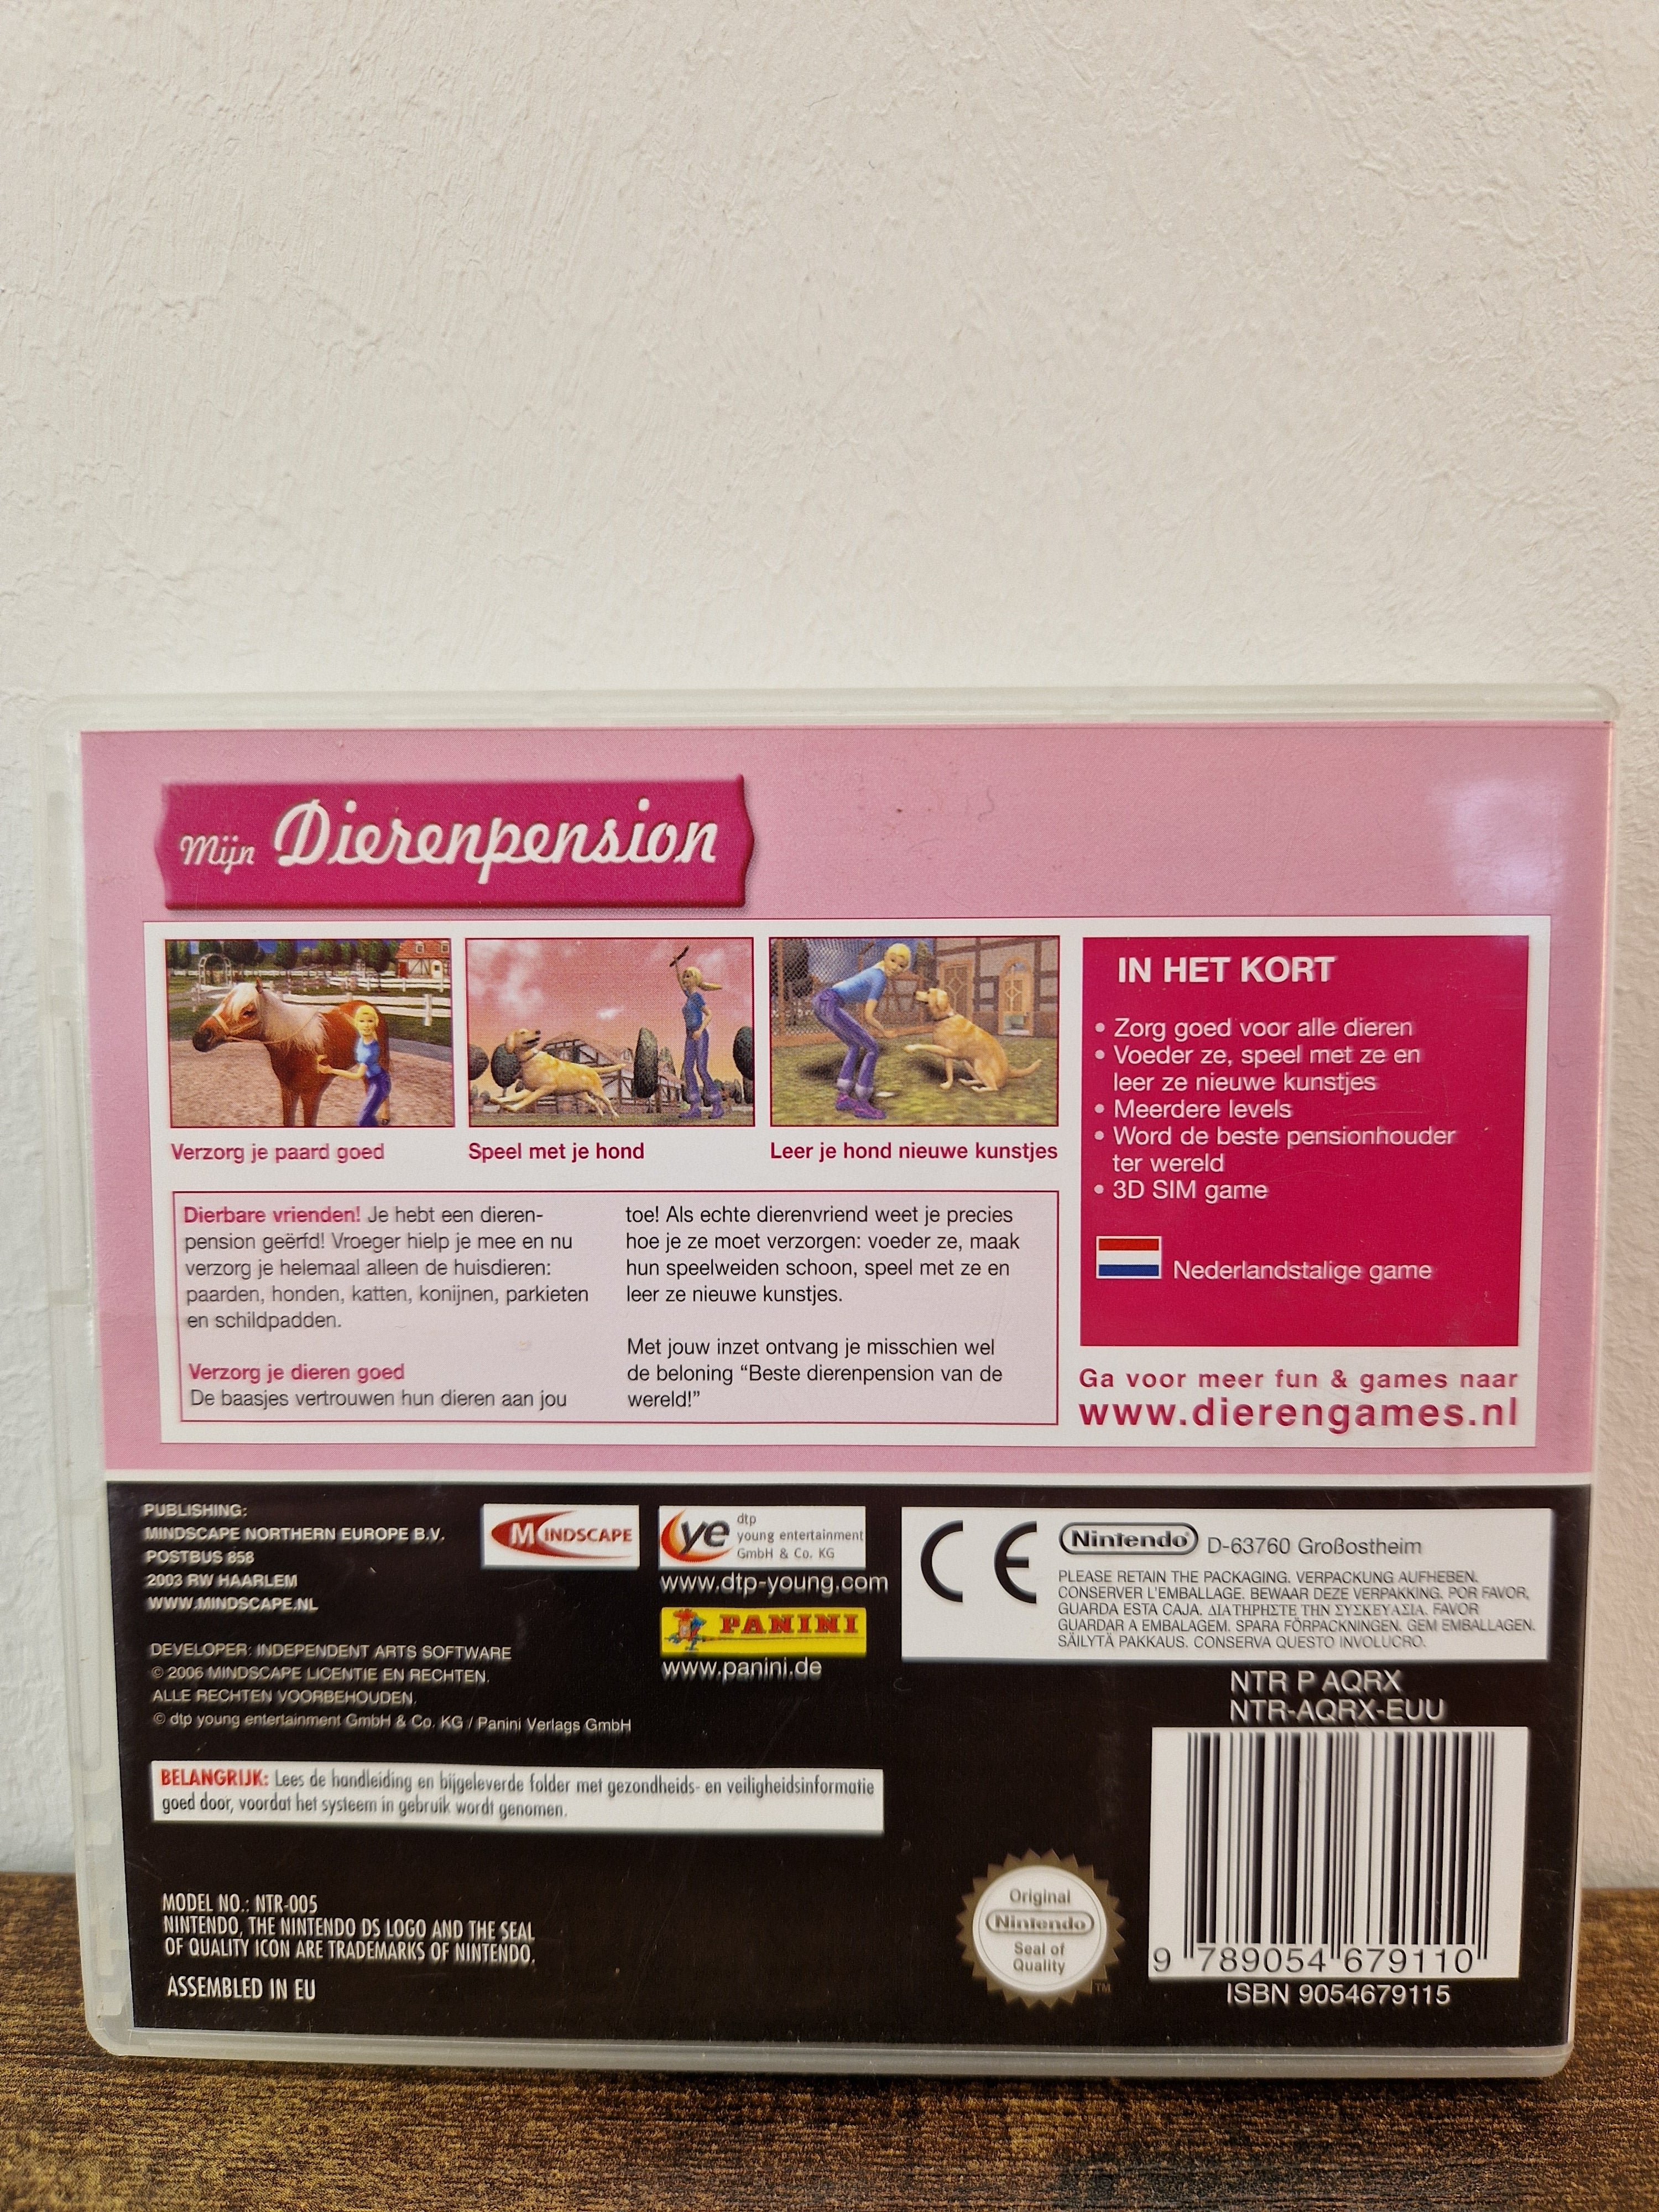 Mijn Dierenpension
Verzorg je paard goed
Speel met je hond
Leer je hond nieuwe kunstjes
Dierbare vrienden! Je hebt een dieren-
pension geërfd! Vroeger hielp je mee en nu
verzorg je helemaal alleen de huisdieren:
paarden, honden, katten, konijnen, parkieten
en schildpadden.
Verzorg je dieren goed
De baasjes vertrouwen hun dieren aan jou
toe! Als echte dierenvriend weet je precies
hoe je ze moet verzorgen: voeder ze, maak
hun speelweiden schoon, speel met ze en
leer ze nieuwe kunstjes.
Met jouw inzet ontvang je misschien wel
de beloning “Beste dierenpension van de
wereld!”
IN HET KORT
• Zorg goed voor alle dieren
• Voeder ze, speel met ze en
leer ze nieuwe kunstjes
• Meerdere levels
• Word de beste pensionhouder
ter wereld
• 3D SIM game
Nederlandstalige game
Ga voor meer fun & games naar
www.dierengames.nl
PUBLISHING:
MINDSCAPE NORTHERN EUROPE B.V.
POSTBUS 858
2003 RW HAARLEM
WWW.MINDSCAPE.NL
DEVELOPER: INDEPENDENT ARTS SOFTWARE
© 2006 MINDSCAPE LICENTIE EN RECHTEN.
ALLE RECHTEN VOORBEHOUDEN.
© dtp young entertainment GmbH & Co. KG / Panini Verlags GmbH
MINDSCAPE
ye
dtp
young entertainment
GmbH & Co. KG
www.dtp-young.com
PANINI
www.panini.de
CE
Nintendo® D-63760 Großostheim
PLEASE RETAIN THE PACKAGING. VERPACKUNG AUFHEBEN.
CONSERVER L'EMBALLAGE. BEWAAR DEZE VERPAKKING. POR FAVOR,
GUARDA ESTA CAJA. ΔΙΑΤΗΡΗΣΤΕ ΤΗΝ ΣΥΣΚΕΥΑΣΙΑ. FAVOR
GUARDAR A EMBALAGEM. SPARA FÖRPACKNINGEN. GEM EMBALLAGEN.
SÄILYTÄ PAKKAUS. CONSERVA QUESTO INVOLUCRO.
NTR P AQRX
NTR-AQRX-EUU
BELANGRIJK: Lees de handleiding en bijgeleverde folder met gezondheids- en veiligheidsinformatie
goed door, voordat het systeem in gebruik wordt genomen.
MODEL NO.: NTR-005
NINTENDO, THE NINTENDO DS LOGO AND THE SEAL
OF QUALITY ICON ARE TRADEMARKS OF NINTENDO.
ASSEMBLED IN EU
Original
Nintendo
Seal of
Quality
TM
9 789054 679110
ISBN 9054679115